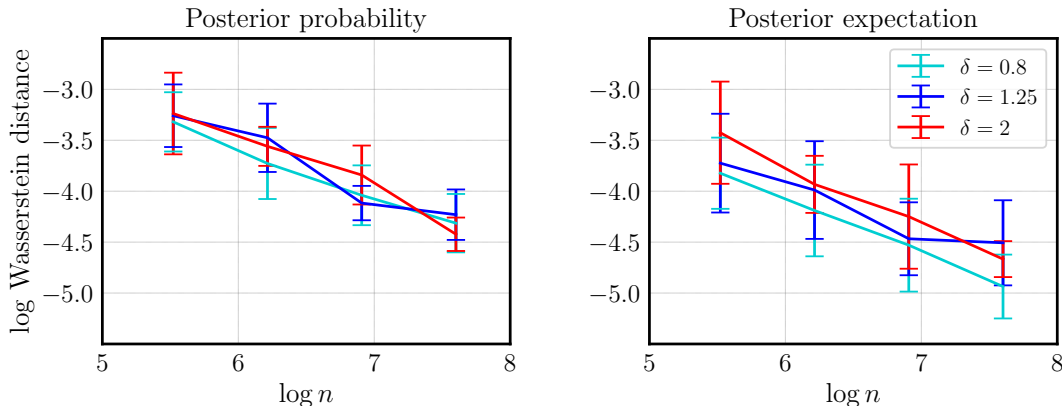 Posterior probability
log Wasserstein distance
−3.0
−3.5
−4.0
−4.5
−5.0
5 6 7 8
log n
Posterior expectation
δ = 0.8
δ = 1.25
δ = 2
−3.0
−3.5
−4.0
−4.5
−5.0
5 6 7 8
log n